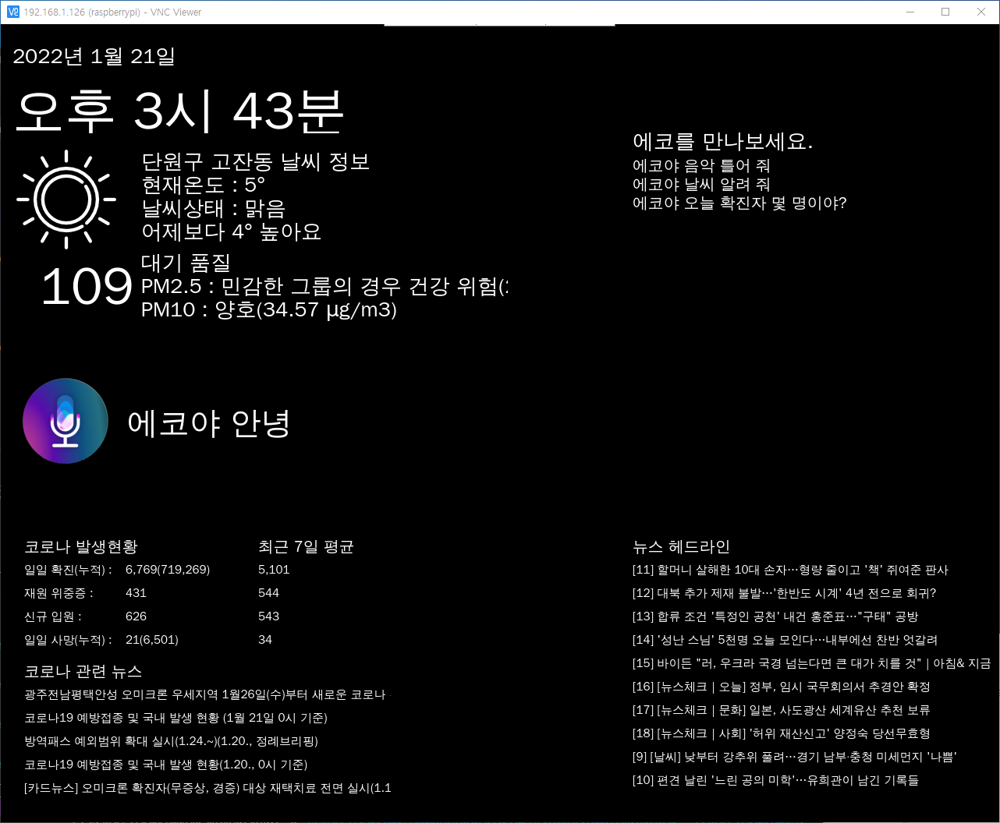 192.168.1.126 (raspberrypi) - VNC Viewer
2022년 1월 21일
오후 3시 43분
단원구 고잔동 날씨 정보
현재온도 : 5°
날씨상태 : 맑음
어제보다 4° 높아요
109
대기 품질
PM2.5 : 민감한 그룹의 경우 건강 위험(
PM10 : 양호(34.57 μg/m3)
에코를 만나보세요.
에코야 음악 틀어 줘
에코야 날씨 알려 줘
에코야 오늘 확진자 몇 명이야?
에코야 안녕
코로나 발생현황 최근 7일 평균
일일 확진(누적) : 6,769(719,269) 5,101
재원 위중증 : 431 544
신규 입원 : 626 543
일일 사망(누적) : 21(6,501) 34
코로나 관련 뉴스
광주전남평택안성 오미크론 우세지역 1월26일(수)부터 새로운 코로나
코로나19 예방접종 및 국내 발생 현황 (1월 21일 0시 기준)
방역패스 예외범위 확대 실시(1.24.~)(1.20., 정례브리핑)
코로나19 예방접종 및 국내 발생 현황(1.20., 0시 기준)
[카드뉴스] 오미크론 확진자(무증상, 경증) 대상 재택치료 전면 실시(1.1
뉴스 헤드라인
[11] 할머니 살해한 10대 손자…형량 줄이고 '책' 쥐여준 판사
[12] 대북 추가 제재 불발…'한반도 시계' 4년 전으로 회귀?
[13] 합류 조건 '특정인 공천' 내건 홍준표…"구태" 공방
[14] '성난 스님' 5천명 오늘 모인다…내부에선 찬반 엇갈려
[15] 바이든 "러, 우크라 국경 넘는다면 큰 대가 치를 것" | 아침& 지금
[16] [뉴스체크 | 오늘] 정부, 임시 국무회의서 추경안 확정
[17] [뉴스체크 | 문화] 일본, 사도광산 세계유산 추천 보류
[18] [뉴스체크 | 사회] '허위 재산신고' 양정숙 당선무효형
[9] [날씨] 낮부터 강추위 풀려…경기 남부·충청 미세먼지 '나쁨'
[10] 편견 날린 '느린 공의 미학'…유희관이 남긴 기록들